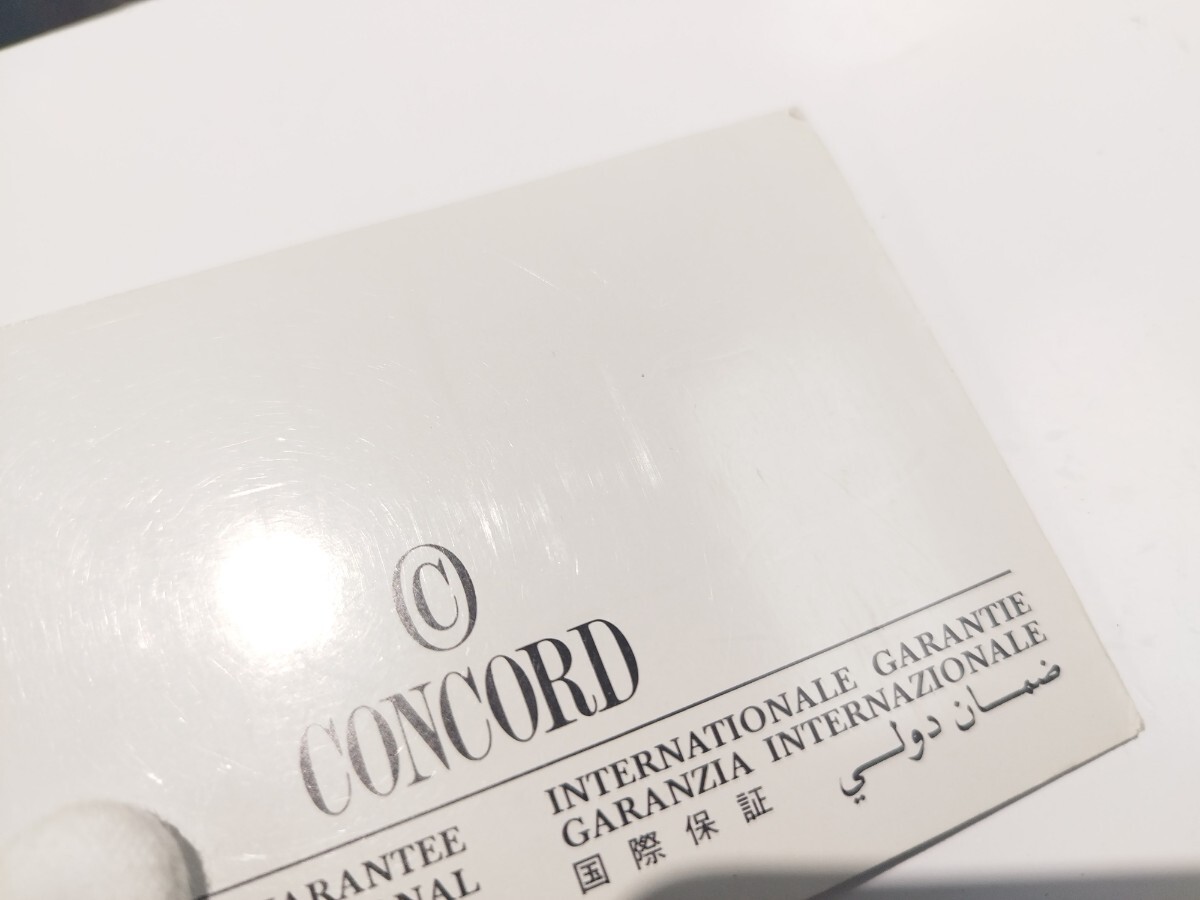 ©
CONCORD
INTERNATIONALE GARANTIE
GARANZIA INTERNAZIONALE
国際保証
ضمان دولي